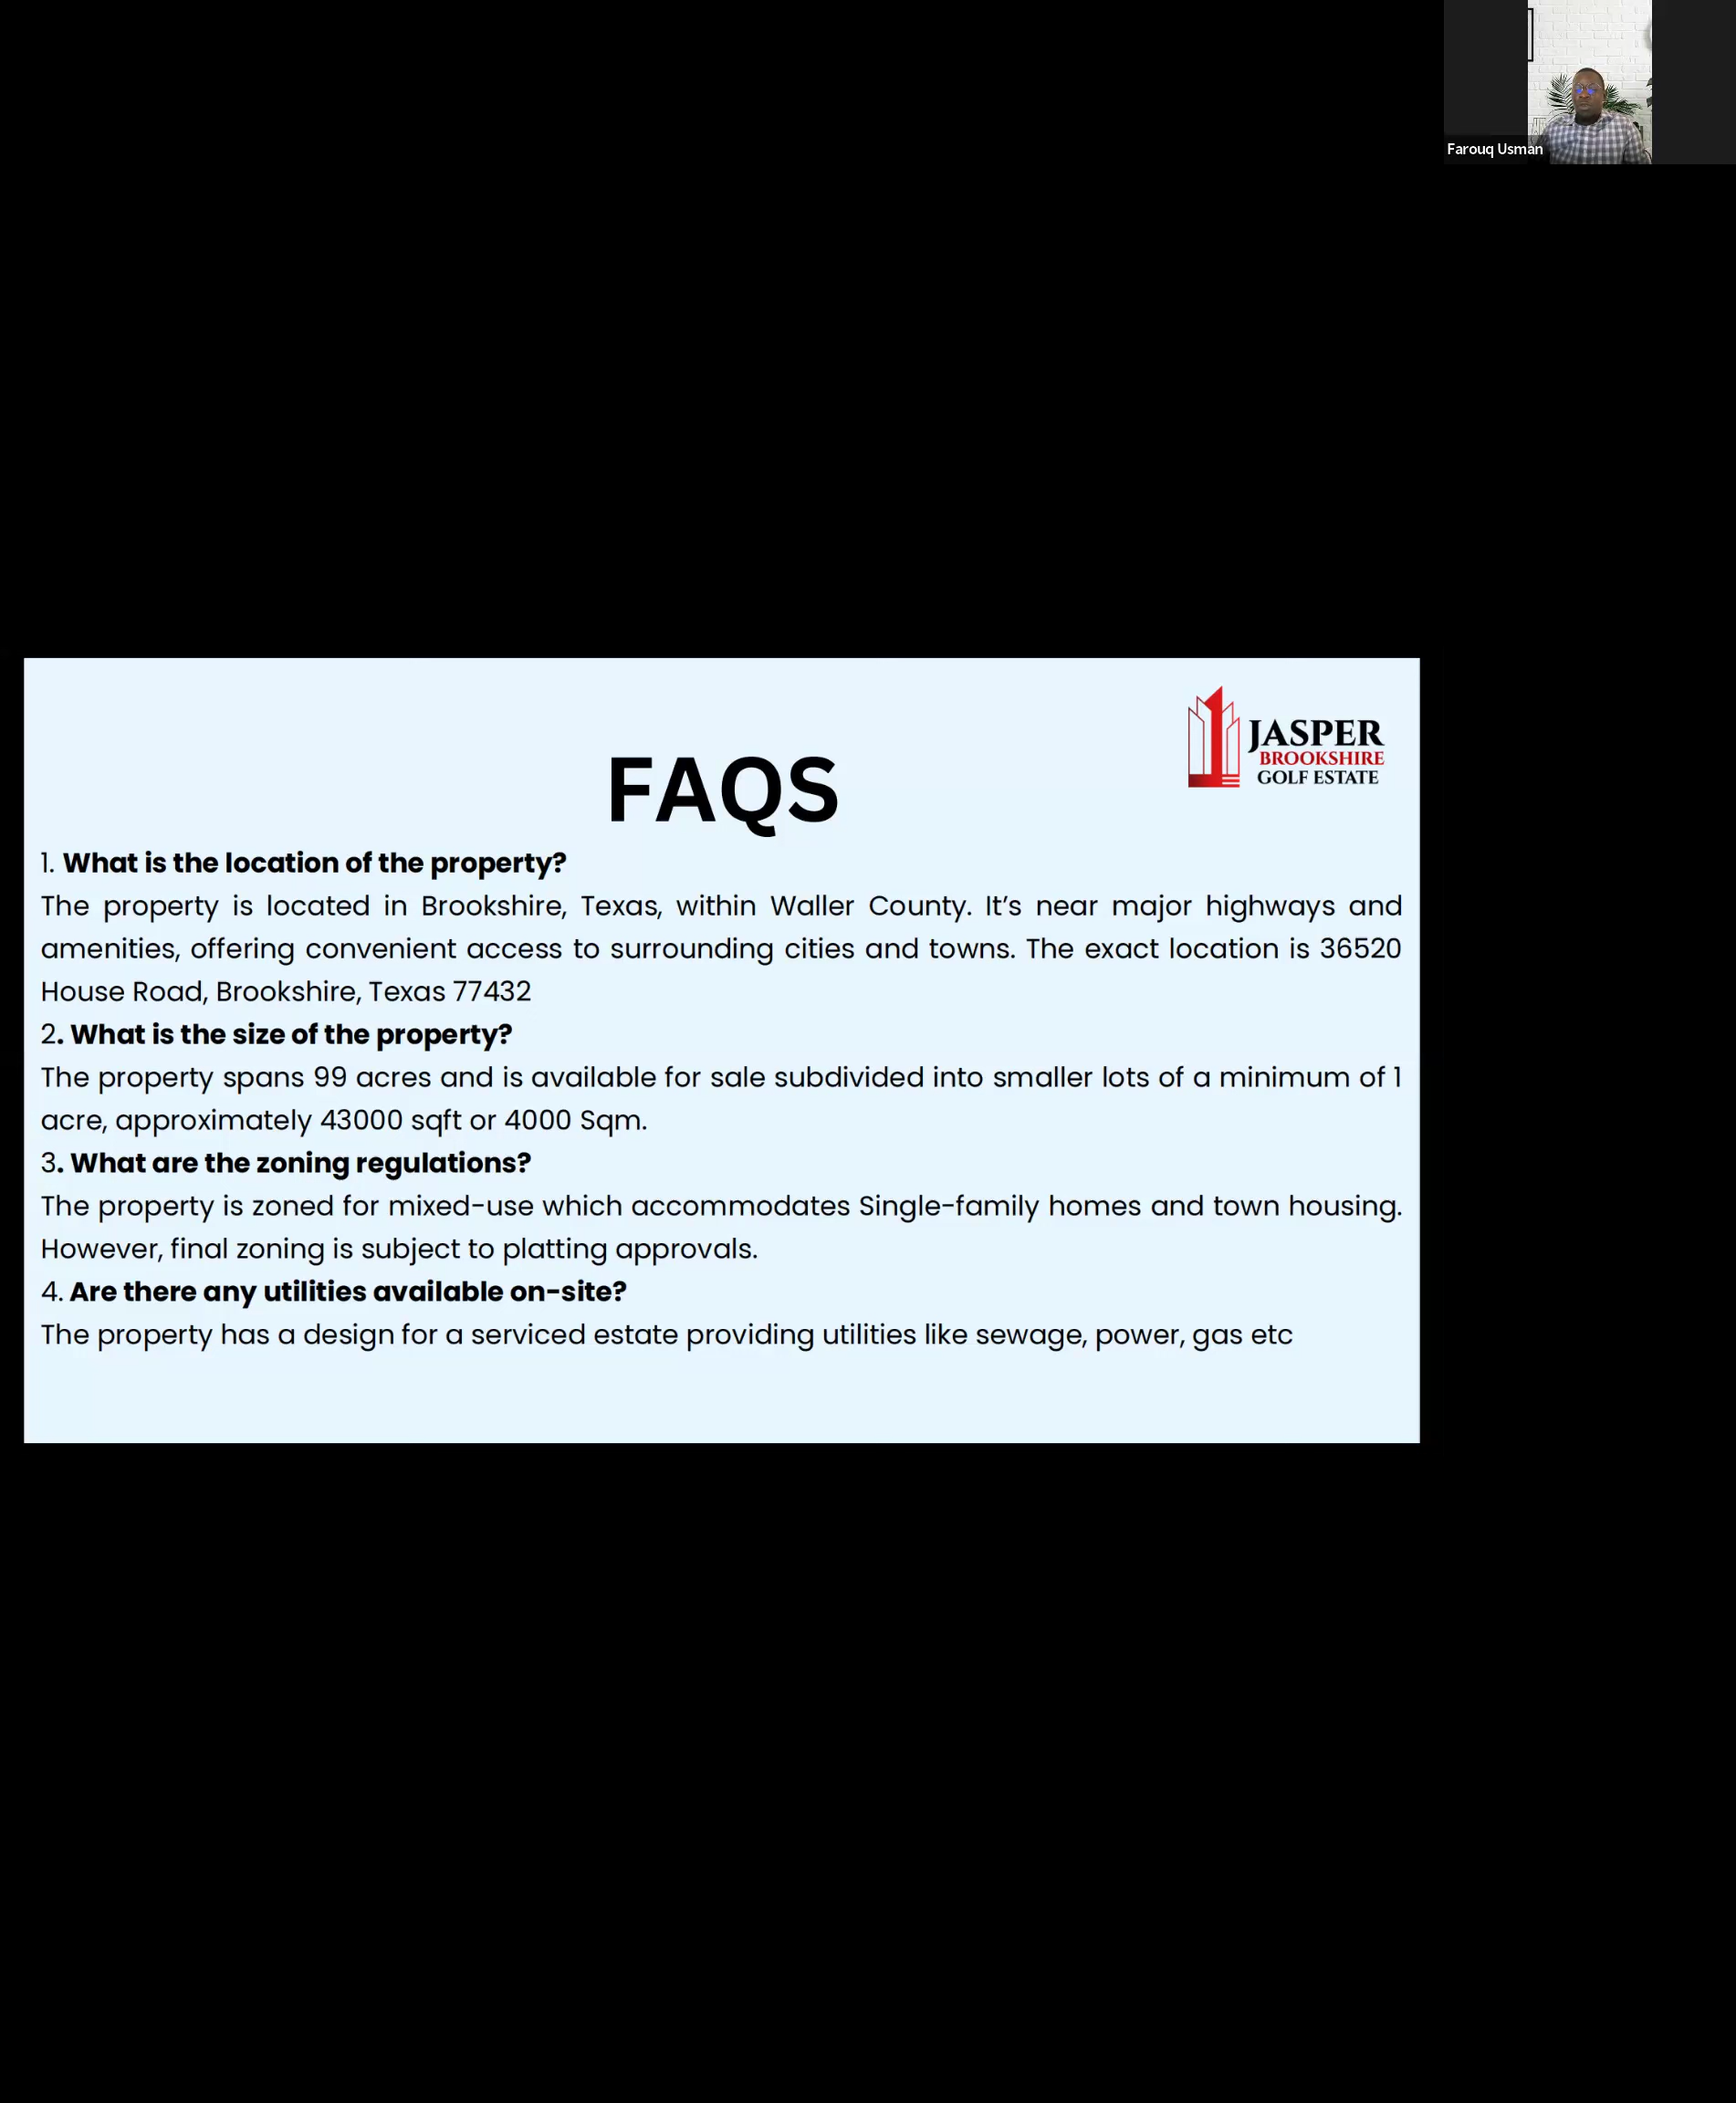 Farouq Usman
JASPER
BROOKSHIRE
GOLF ESTATE
FAQS
1. What is the location of the property?
The property is located in Brookshire, Texas, within Waller County. It’s near major highways and
amenities, offering convenient access to surrounding cities and towns. The exact location is 36520
House Road, Brookshire, Texas 77432
2. What is the size of the property?
The property spans 99 acres and is available for sale subdivided into smaller lots of a minimum of 1
acre, approximately 43000 sqft or 4000 Sqm.
3. What are the zoning regulations?
The property is zoned for mixed-use which accommodates Single-family homes and town housing.
However, final zoning is subject to platting approvals.
4. Are there any utilities available on-site?
The property has a design for a serviced estate providing utilities like sewage, power, gas etc